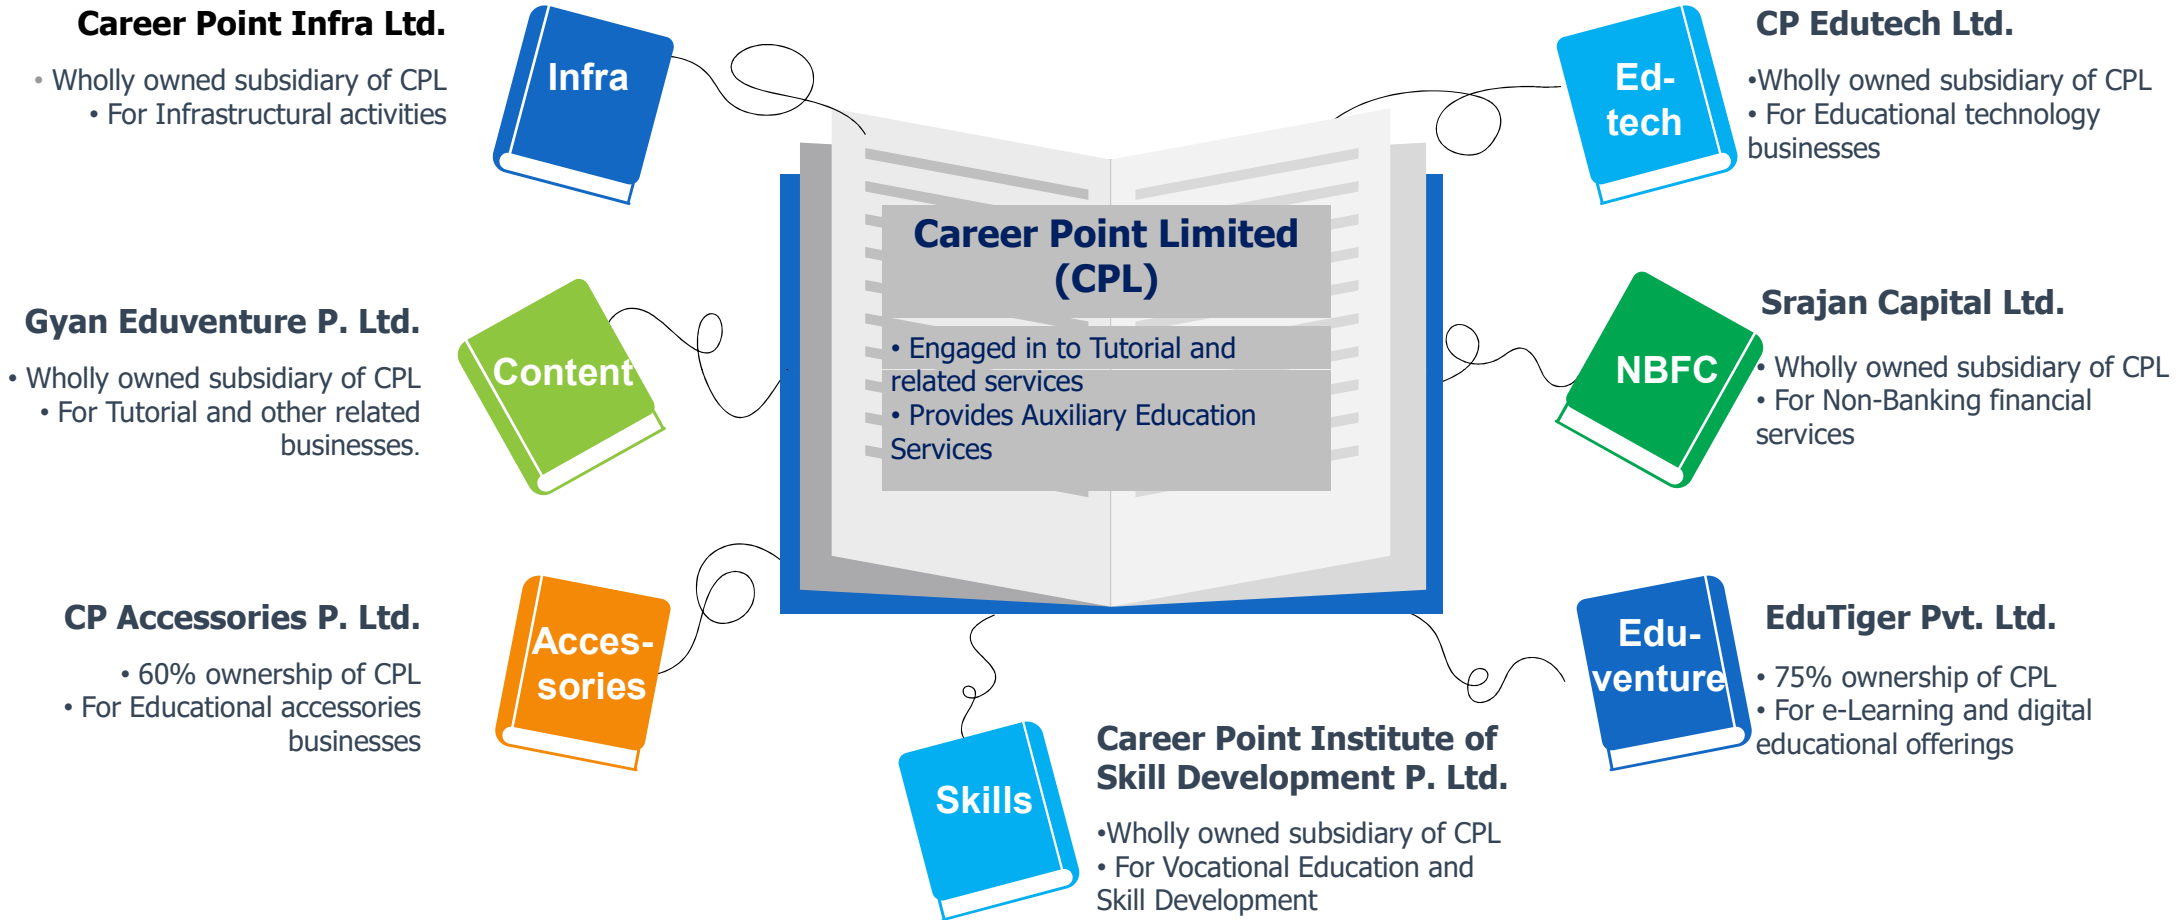 Career Point Infra Ltd.
• Wholly owned subsidiary of CPL
• For Infrastructural activities
Infra
Gyan Eduventure P. Ltd.
• Wholly owned subsidiary of CPL
• For Tutorial and other related
businesses.
Content
CP Accessories P. Ltd.
• 60% ownership of CPL
• For Educational accessories
businesses
Acces-
sories
Career Point Limited
(CPL)
• Engaged in to Tutorial and
related services
• Provides Auxiliary Education
Services
Skills
Career Point Institute of
Skill Development P. Ltd.
•Wholly owned subsidiary of CPL
• For Vocational Education and
Skill Development
Ed-
tech
CP Edutech Ltd.
•Wholly owned subsidiary of CPL
• For Educational technology
businesses
NBFC
Srajan Capital Ltd.
• Wholly owned subsidiary of CPL
• For Non-Banking financial
services
Edu-
venture
EduTiger Pvt. Ltd.
• 75% ownership of CPL
• For e-Learning and digital
educational offerings